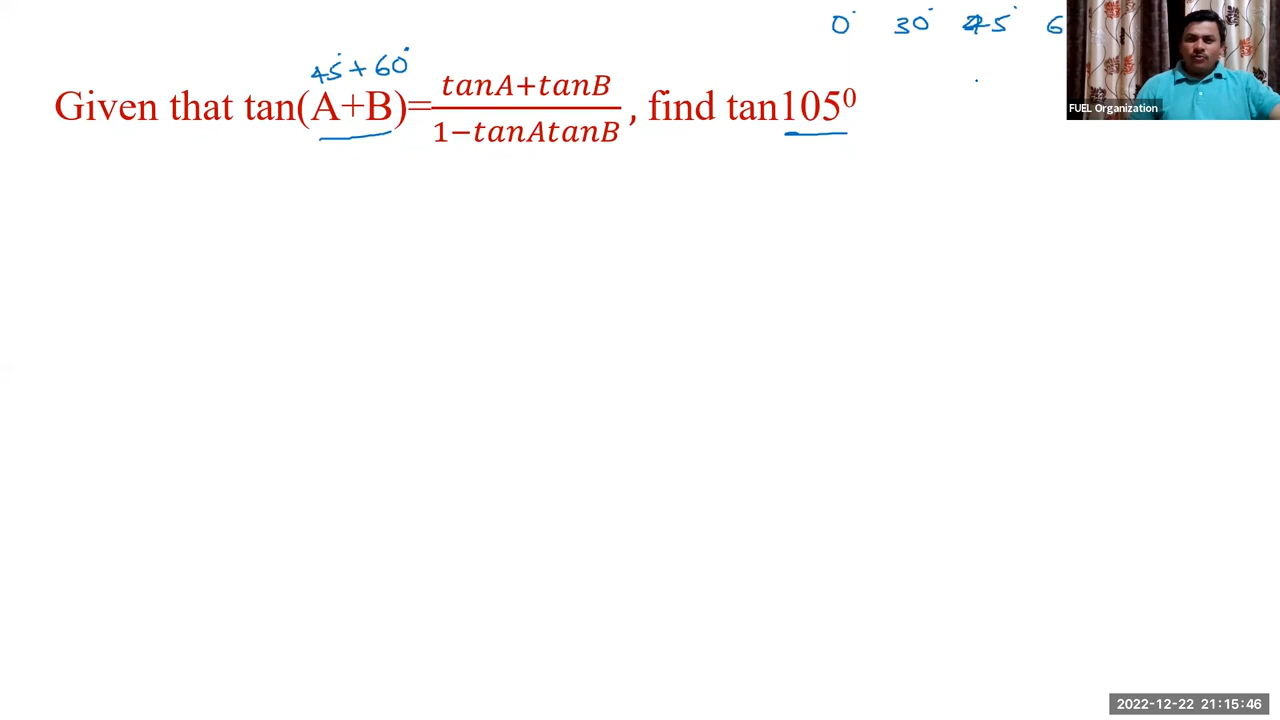 0° 30° 45° 6
45° + 60°
Given that tan(A+B)=\frac{tanA+tanB}{1−tanAtanB}, find tan105⁰
FUEL Organization
2022-12-22 21:15:46